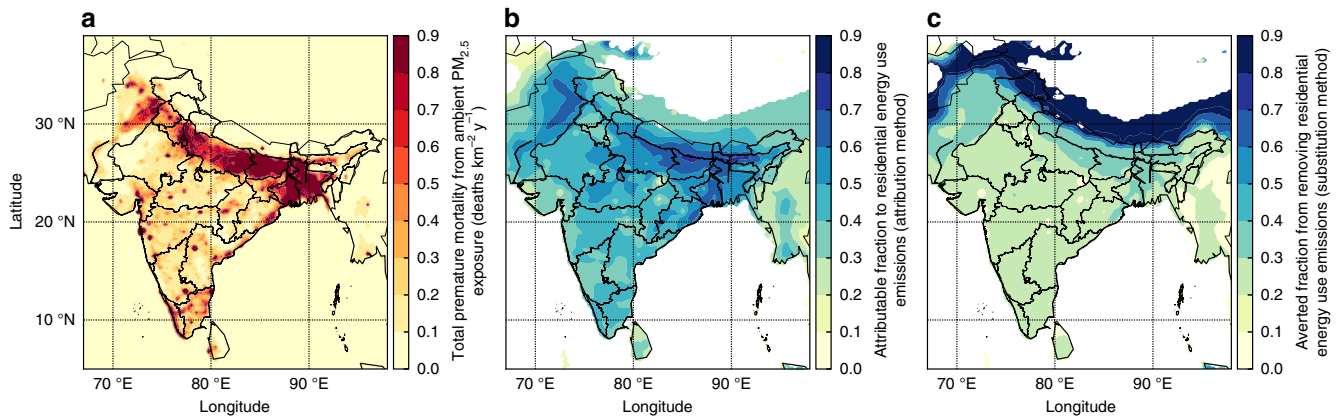 a
b
c
0.9
0.8
0.7
0.6
0.5
0.4
0.3
0.2
0.1
0.0
Total premature mortality from ambient PM2.5
exposure (deaths km−2 y−1)
0.9
0.8
0.7
0.6
0.5
0.4
0.3
0.2
0.1
0.0
Attributable fraction to residential energy use
emissions (attribution method)
0.9
0.8
0.7
0.6
0.5
0.4
0.3
0.2
0.1
0.0
Averted fraction from removing residential
energy use emissions (substitution method)
Latitude
30 °N
20 °N
10 °N
70 °E 80 °E 90 °E
Longitude
70 °E 80 °E 90 °E
Longitude
70 °E 80 °E 90 °E
Longitude